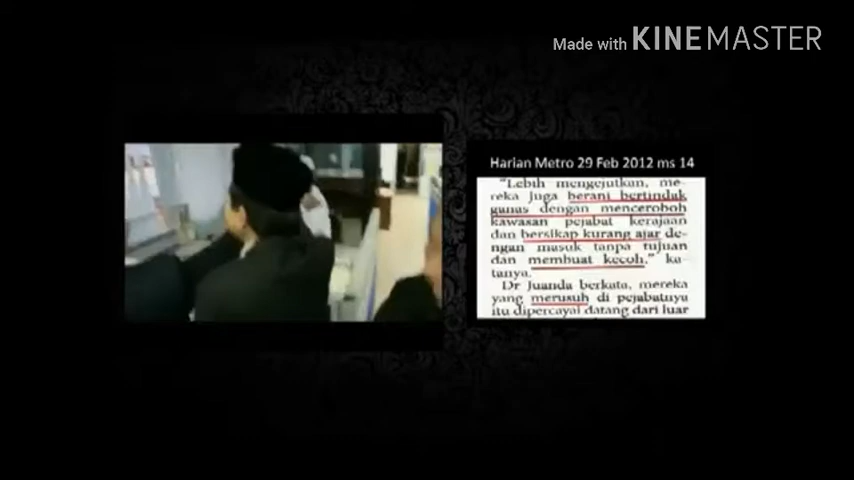 Made with KINEMASTER
Harian Metro 29 Feb 2012 ms 14
"Lebih mengejutkan, me-
reka juga berani bertindak
ganas dengan menceroboh
kawasan pejabat kerajaan
dan bersikap kurang ajar de-
ngan masuk tanpa rujuan
dan membuat kecoh," ka-
tanya.
Dr Juanda berkata, mereka
yang merusuh di pejabatnya
itu dipercayai datang dari luar